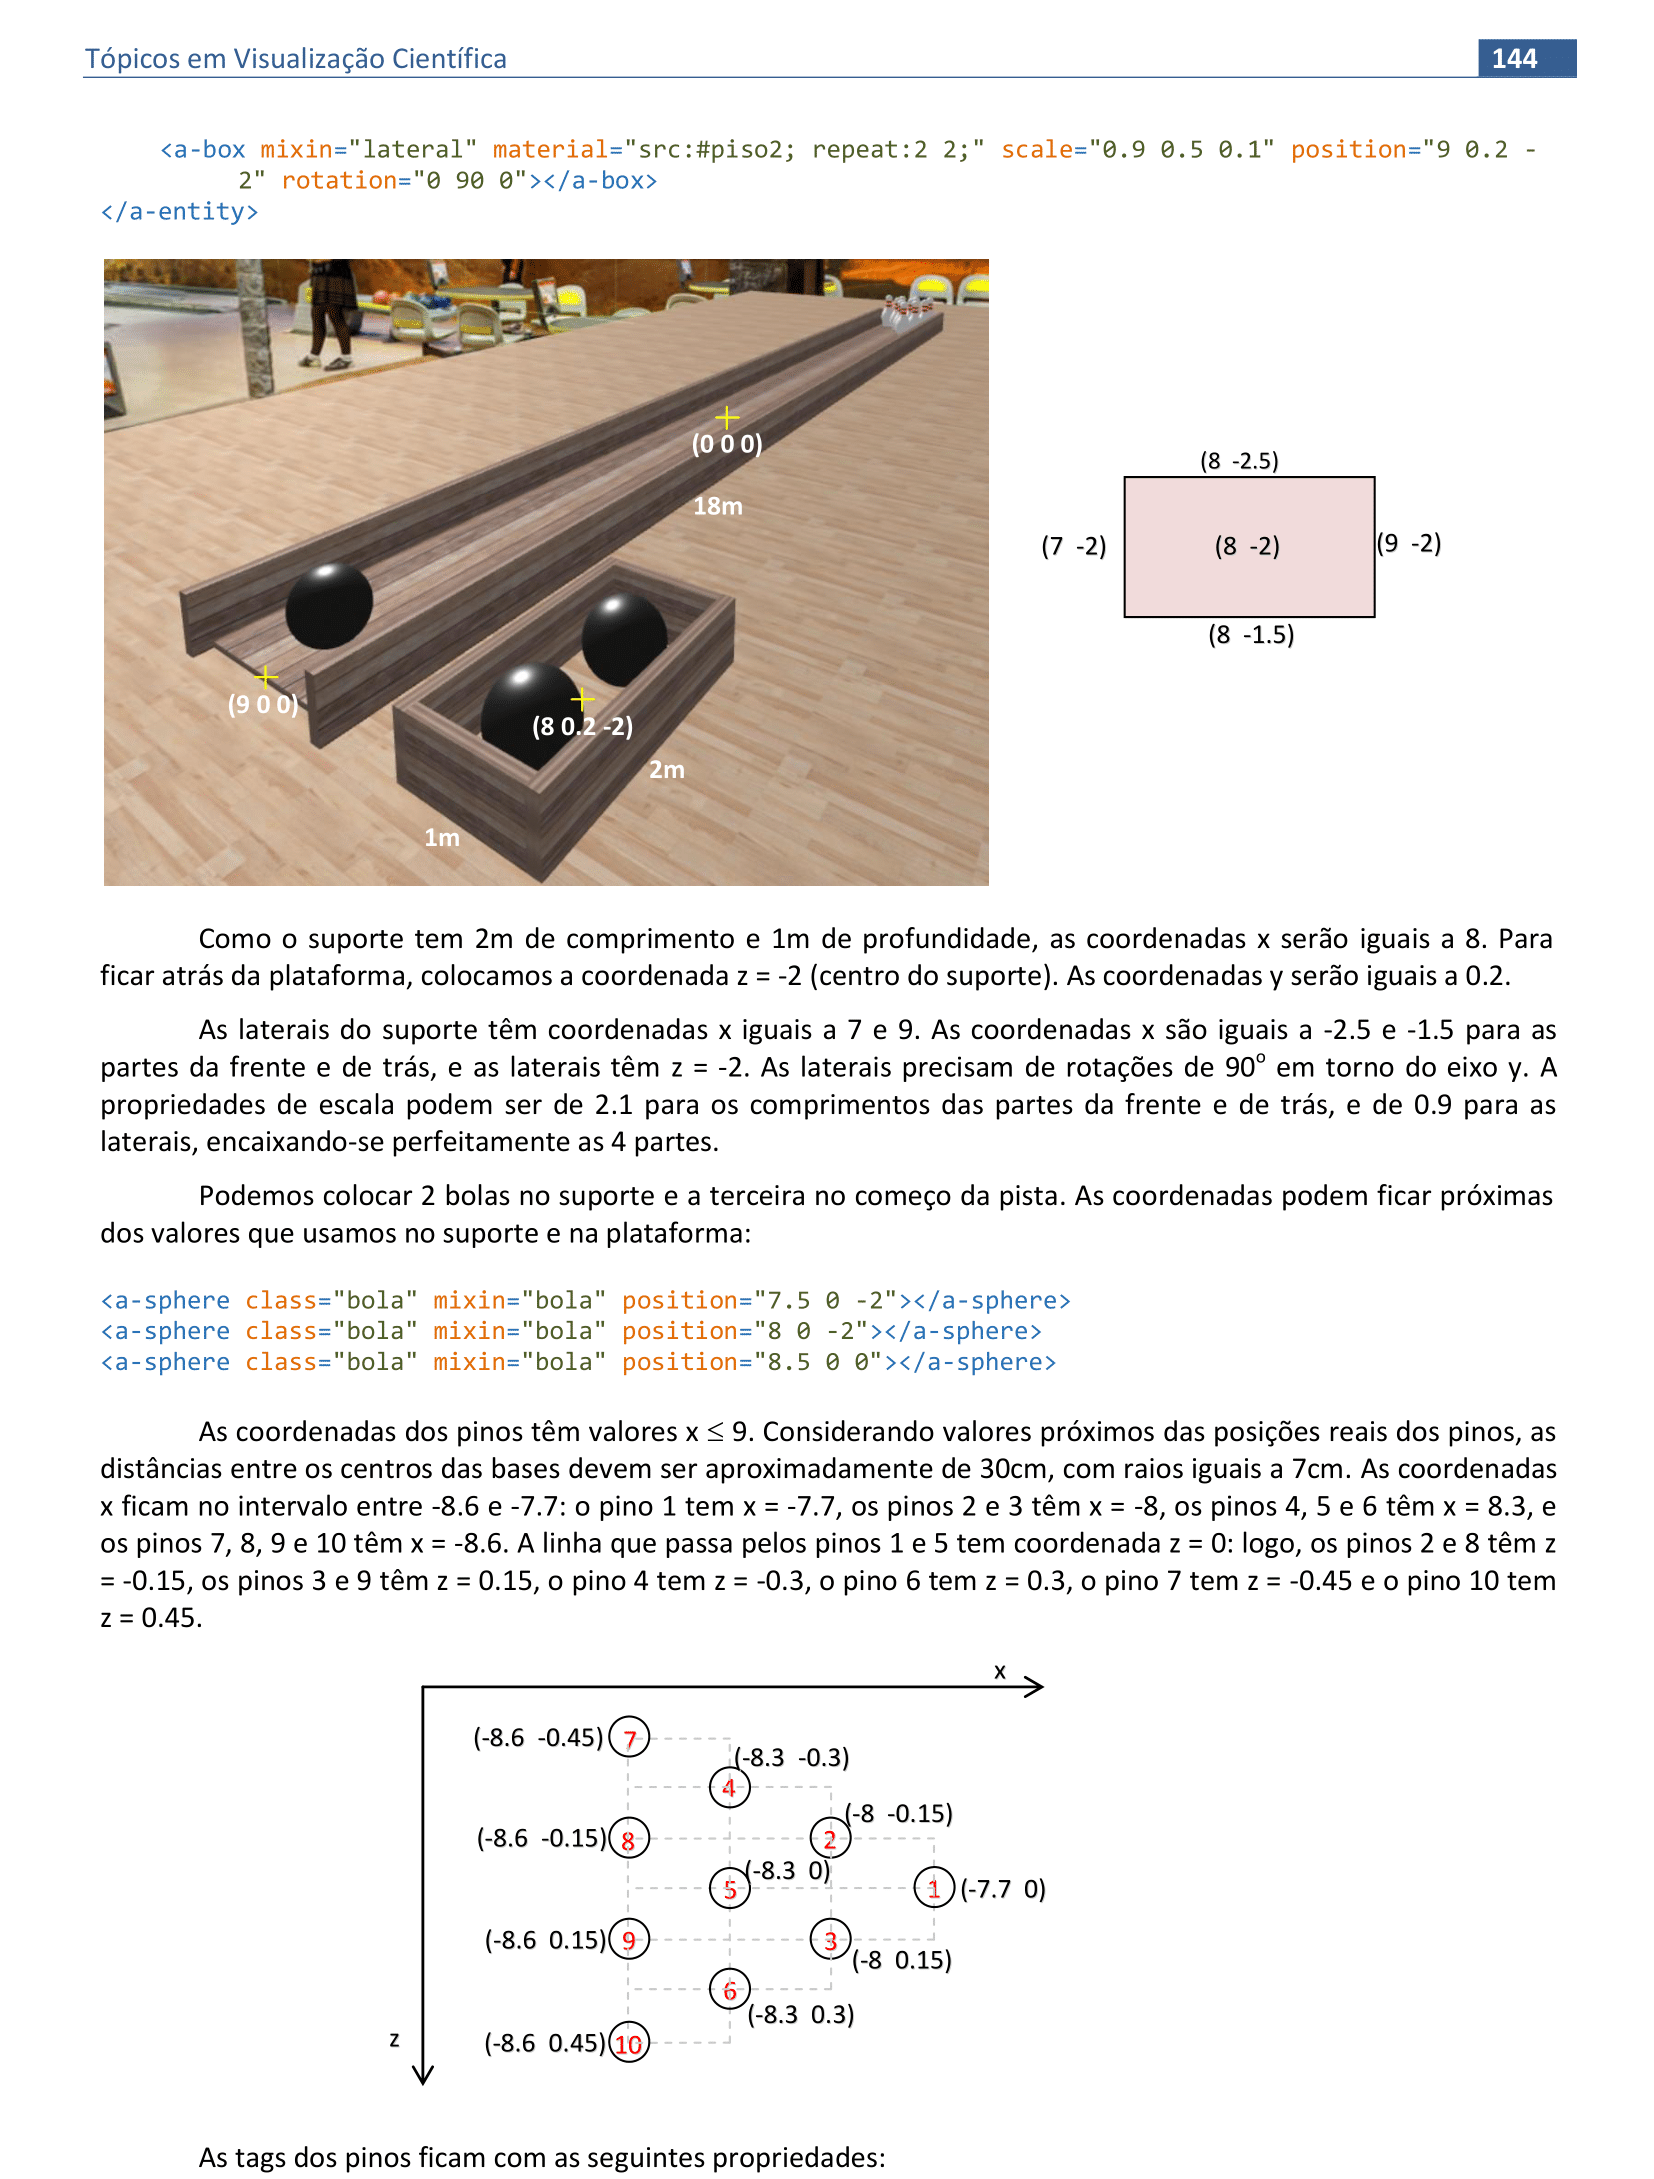 Tópicos em Visualização Científica
144
<a-box mixin="lateral" material="src:#piso2; repeat:2 2;" scale="0.9 0.5 0.1" position="9 0.2 -
2" rotation="0 90 0"></a-box>
</a-entity>
(0 0 0)
18m
(9 0 0)
(8 0.2 -2)
2m
1m
(8 -2.5)
(7 -2)
(8 -2)
(9 -2)
(8 -1.5)
Como o suporte tem 2m de comprimento e 1m de profundidade, as coordenadas x serão iguais a 8. Para
ficar atrás da plataforma, colocamos a coordenada z = -2 (centro do suporte). As coordenadas y serão iguais a 0.2.
As laterais do suporte têm coordenadas x iguais a 7 e 9. As coordenadas x são iguais a -2.5 e -1.5 para as
partes da frente e de trás, e as laterais têm z = -2. As laterais precisam de rotações de 90º em torno do eixo y. A
propriedades de escala podem ser de 2.1 para os comprimentos das partes da frente e de trás, e de 0.9 para as
laterais, encaixando-se perfeitamente as 4 partes.
Podemos colocar 2 bolas no suporte e a terceira no começo da pista. As coordenadas podem ficar próximas
dos valores que usamos no suporte e na plataforma:
<a-sphere class="bola" mixin="bola" position="7.5 0 -2"></a-sphere>
<a-sphere class="bola" mixin="bola" position="8 0 -2"></a-sphere>
<a-sphere class="bola" mixin="bola" position="8.5 0 0"></a-sphere>
As coordenadas dos pinos têm valores x ≤ 9. Considerando valores próximos das posições reais dos pinos, as
distâncias entre os centros das bases devem ser aproximadamente de 30cm, com raios iguais a 7cm. As coordenadas
x ficam no intervalo entre -8.6 e -7.7: o pino 1 tem x = -7.7, os pinos 2 e 3 têm x = -8, os pinos 4, 5 e 6 têm x = 8.3, e
os pinos 7, 8, 9 e 10 têm x = -8.6. A linha que passa pelos pinos 1 e 5 tem coordenada z = 0: logo, os pinos 2 e 8 têm z
= -0.15, os pinos 3 e 9 têm z = 0.15, o pino 4 tem z = -0.3, o pino 6 tem z = 0.3, o pino 7 tem z = -0.45 e o pino 10 tem
z = 0.45.
x
(-8.6 -0.45) 7
(-8.3 -0.3)
4
(-8 -0.15)
(-8.6 -0.15) 8
2
(-8.3 0)
5
1 (-7.7 0)
(-8.6 0.15) 9
3
(-8 0.15)
6
(-8.3 0.3)
z
(-8.6 0.45) 10
As tags dos pinos ficam com as seguintes propriedades: